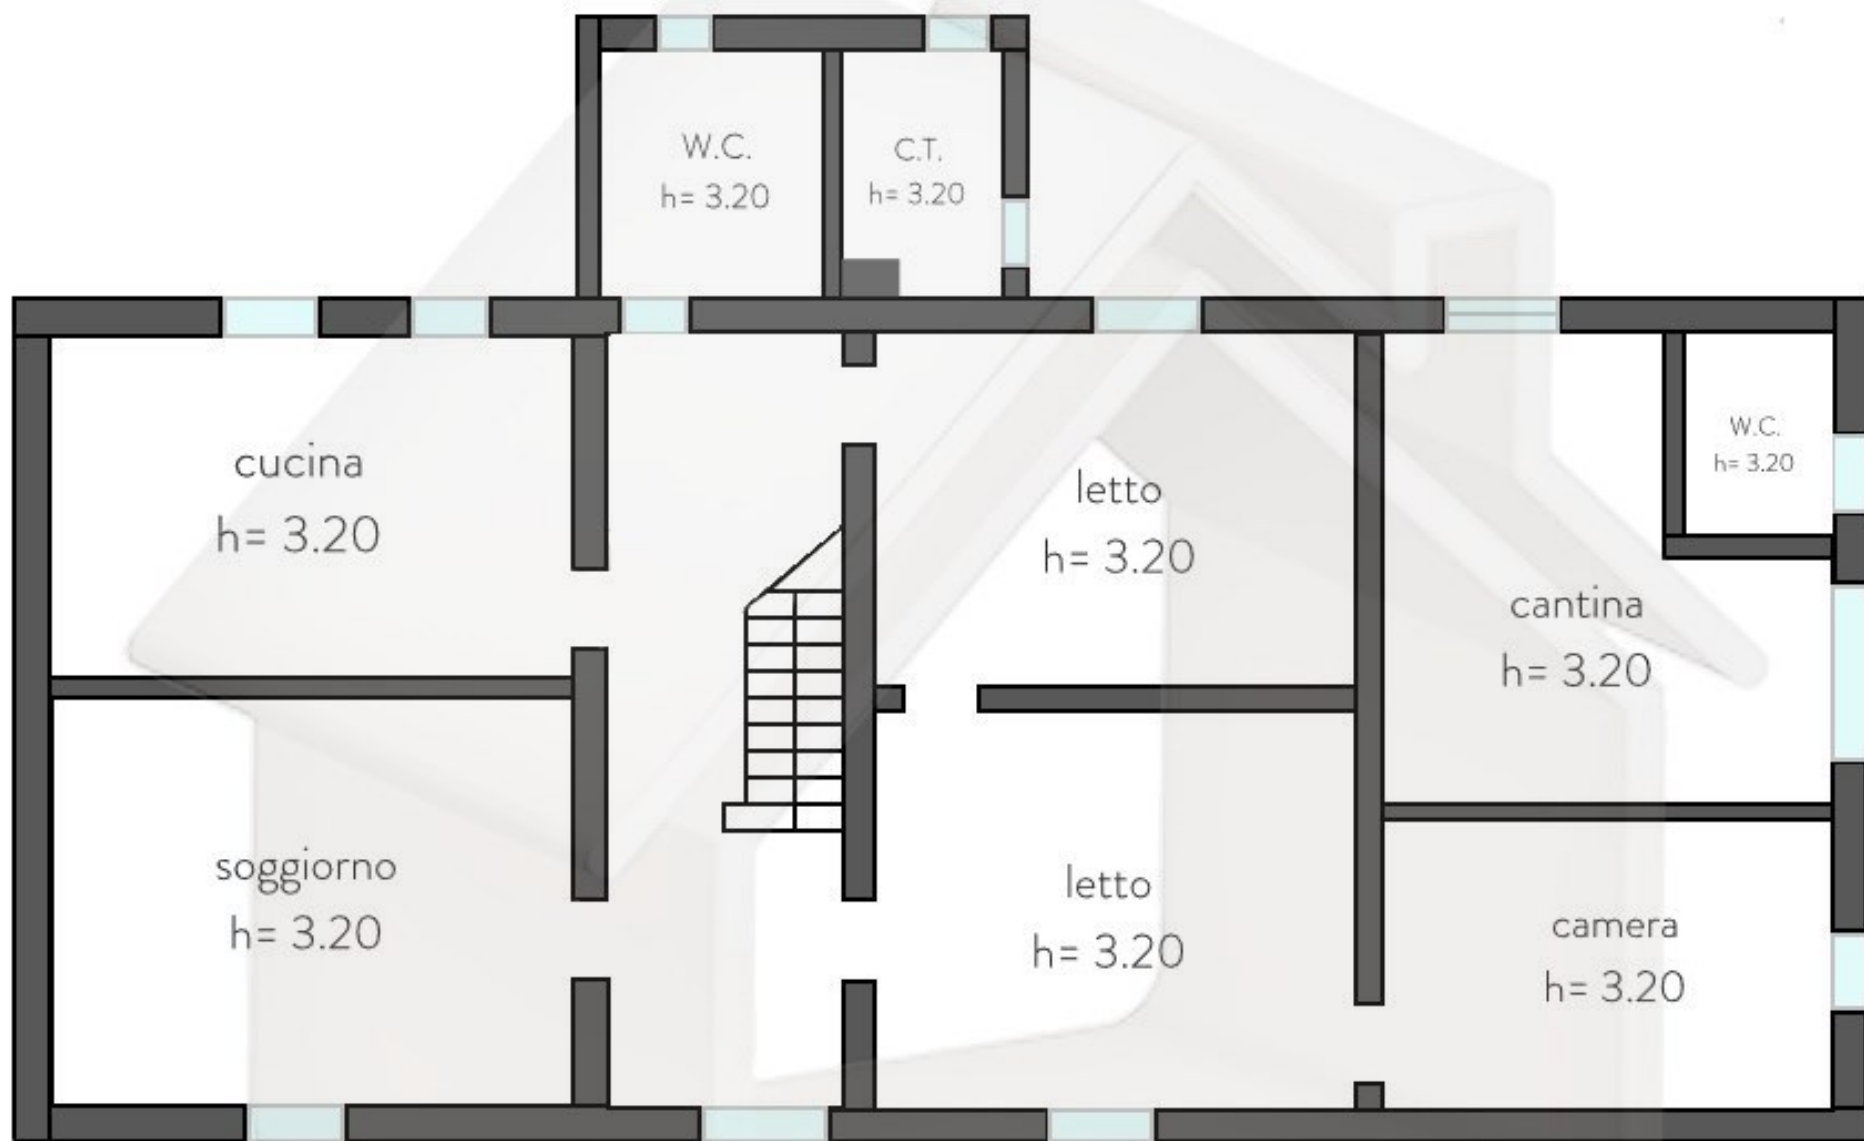 W.C.
h= 3.20
C.T.
h= 3.20
cucina
h= 3.20
letto
h= 3.20
W.C.
h= 3.20
cantina
h= 3.20
soggiorno
h= 3.20
letto
h= 3.20
camera
h= 3.20